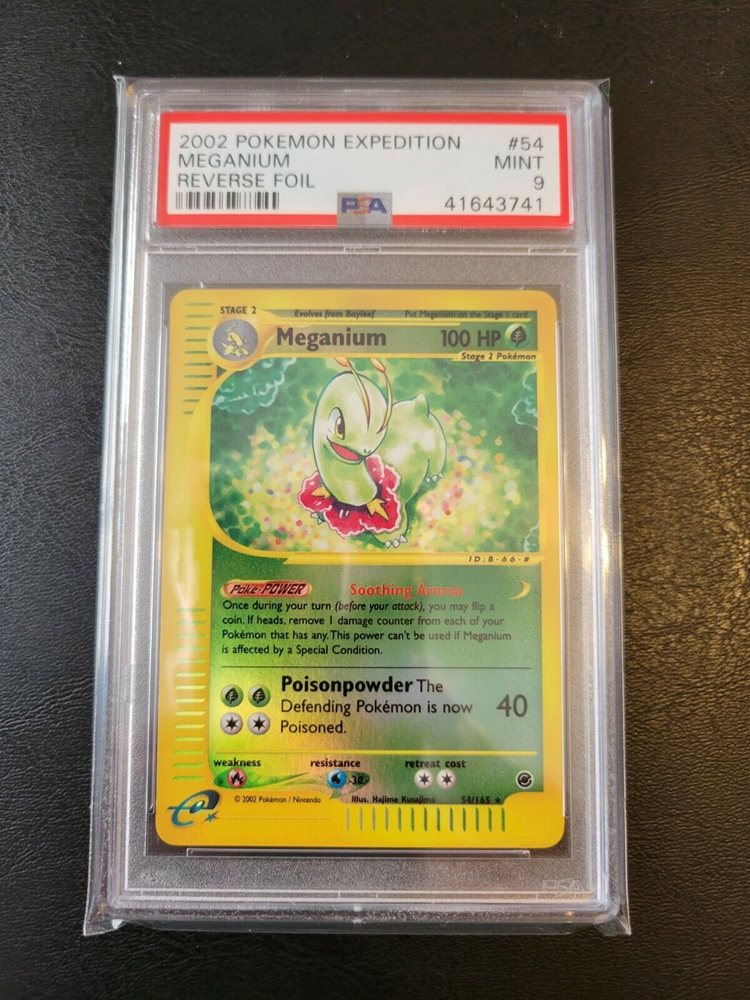 2002 POKEMON EXPEDITION #54
MEGANIUM MINT
REVERSE FOIL 9
PSA 41643741
STAGE 2 Evolves from Bayleef Put Meganium on the Stage 1 card
Meganium 100 HP
Stage 2 Pokémon
ID:B-66-#
Poké-POWER Soothing Aroma
Once during your turn (before your attack), you may flip a
coin. If heads, remove 1 damage counter from each of your
Pokémon that has any. This power can't be used if Meganium
is affected by a Special Condition.
Poisonpowder The
Defending Pokémon is now 40
Poisoned.
weakness resistance retreat cost
-30
© 2002 Pokémon / Nintendo Illus. Hajime Kusajima 54/165 ★
e
PSA